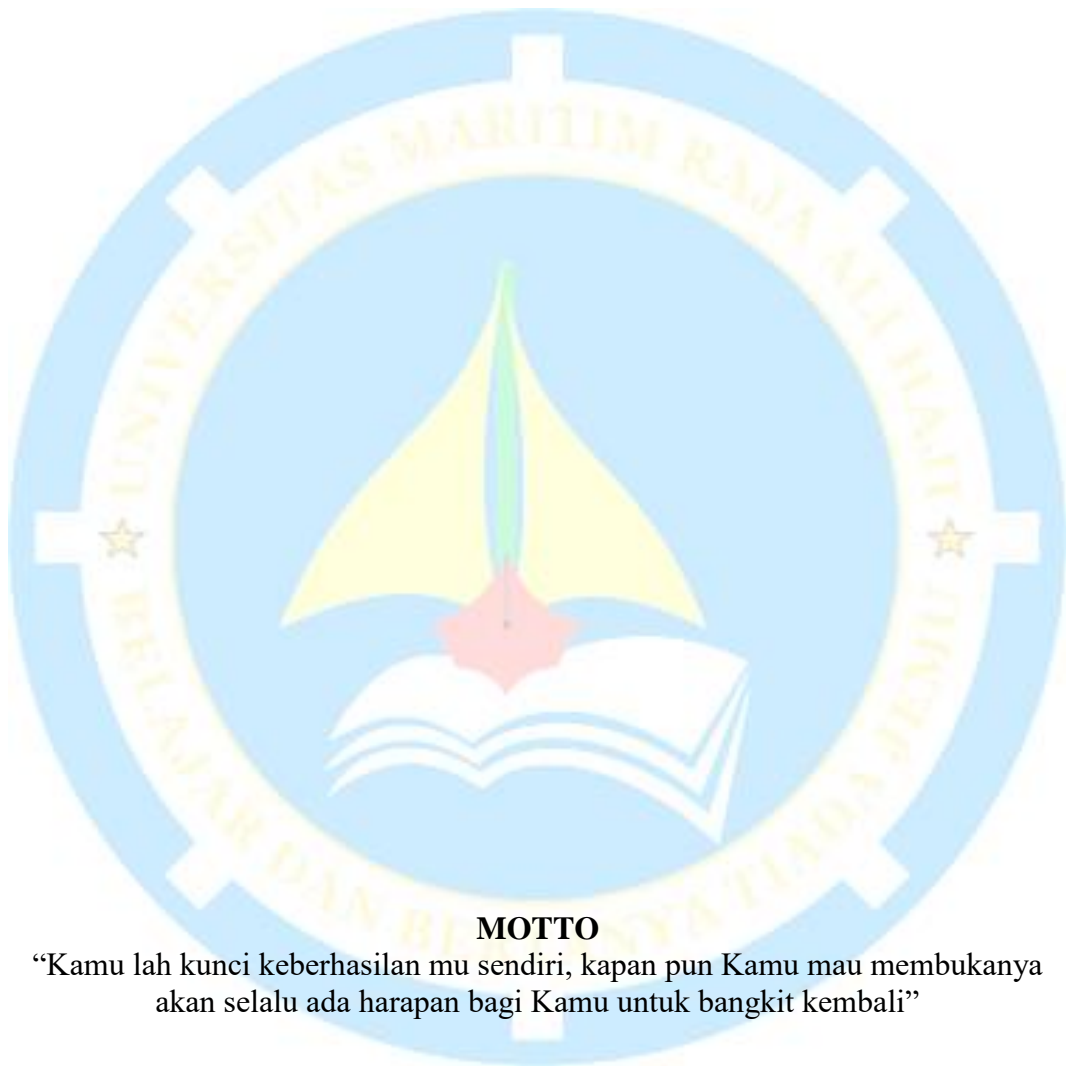 UNIVERSITAS MARITIM RAJA ALI HAJI
BELAJAR DAN BERTANYA TIADA JEMU
MOTTO
“Kamu lah kunci keberhasilan mu sendiri, kapan pun Kamu mau membukanya
akan selalu ada harapan bagi Kamu untuk bangkit kembali”